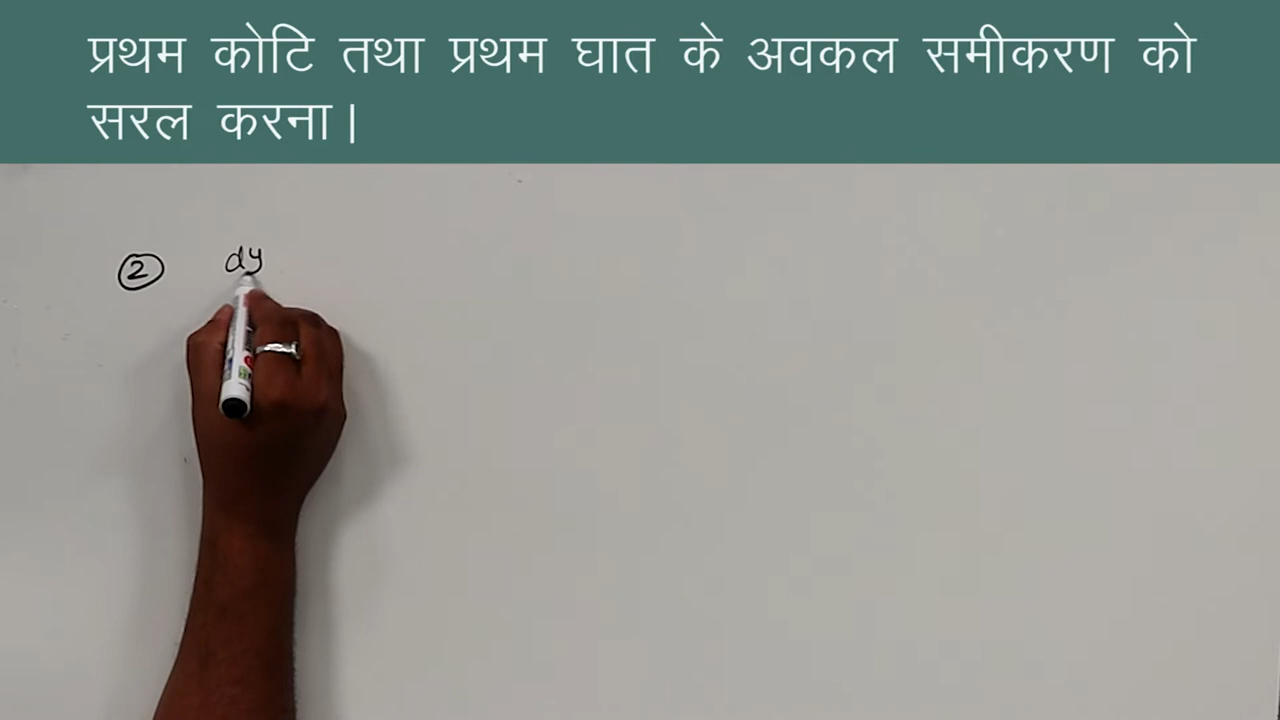 प्रथम कोटि तथा प्रथम घात के अवकल समीकरण को
सरल करना।
② dy